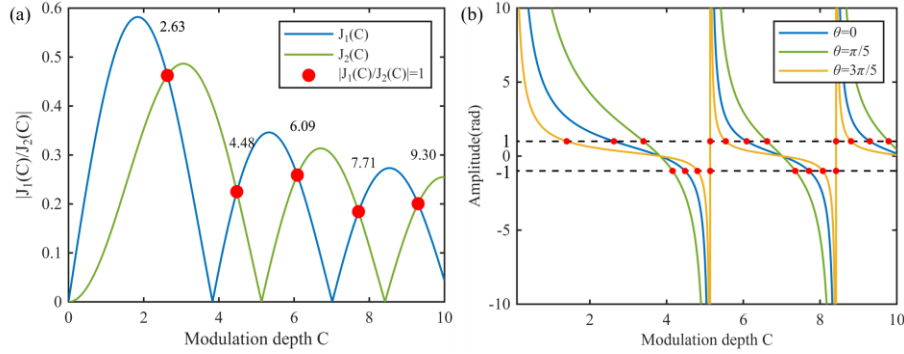 (a)
0.6
0.5
0.4
0.3
0.2
0.1
0
|J₁(C)/J₂(C)|
2.63
4.48
6.09
7.71
9.30
J₁(C)
J₂(C)
|J₁(C)/J₂(C)|=1
0 2 4 6 8 10
Modulation depth C
(b)
10
5
1
0
-1
-5
-10
Amplitude(rad)
θ=0
θ=π/5
θ=3π/5
2 4 6 8 10
Modulation depth C